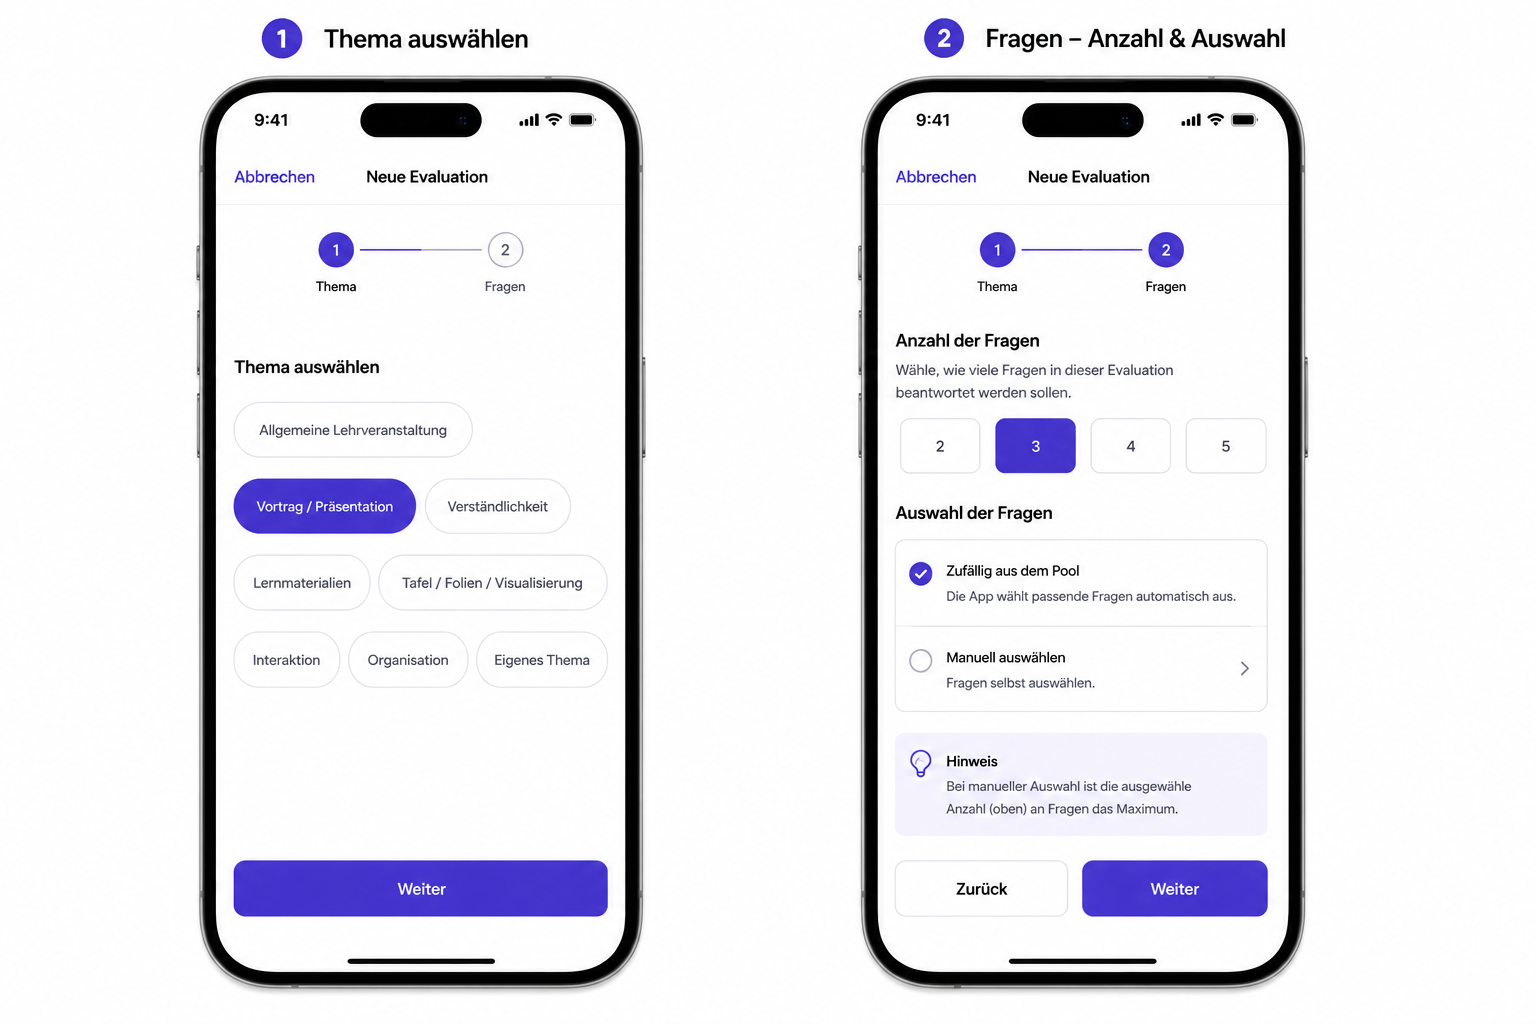 1 Thema auswählen
9:41
Abbrechen Neue Evaluation
1 2
Thema Fragen
Thema auswählen
Allgemeine Lehrveranstaltung
Vortrag / Präsentation Verständlichkeit
Lernmaterialien Tafel / Folien / Visualisierung
Interaktion Organisation Eigenes Thema
Weiter
2 Fragen – Anzahl & Auswahl
9:41
Abbrechen Neue Evaluation
1 2
Thema Fragen
Anzahl der Fragen
Wähle, wie viele Fragen in dieser Evaluation
beantwortet werden sollen.
2 3 4 5
Auswahl der Fragen
Zufällig aus dem Pool
Die App wählt passende Fragen automatisch aus.
Manuell auswählen
Fragen selbst auswählen.
Hinweis
Bei manueller Auswahl ist die ausgewähle
Anzahl (oben) an Fragen das Maximum.
Zurück Weiter